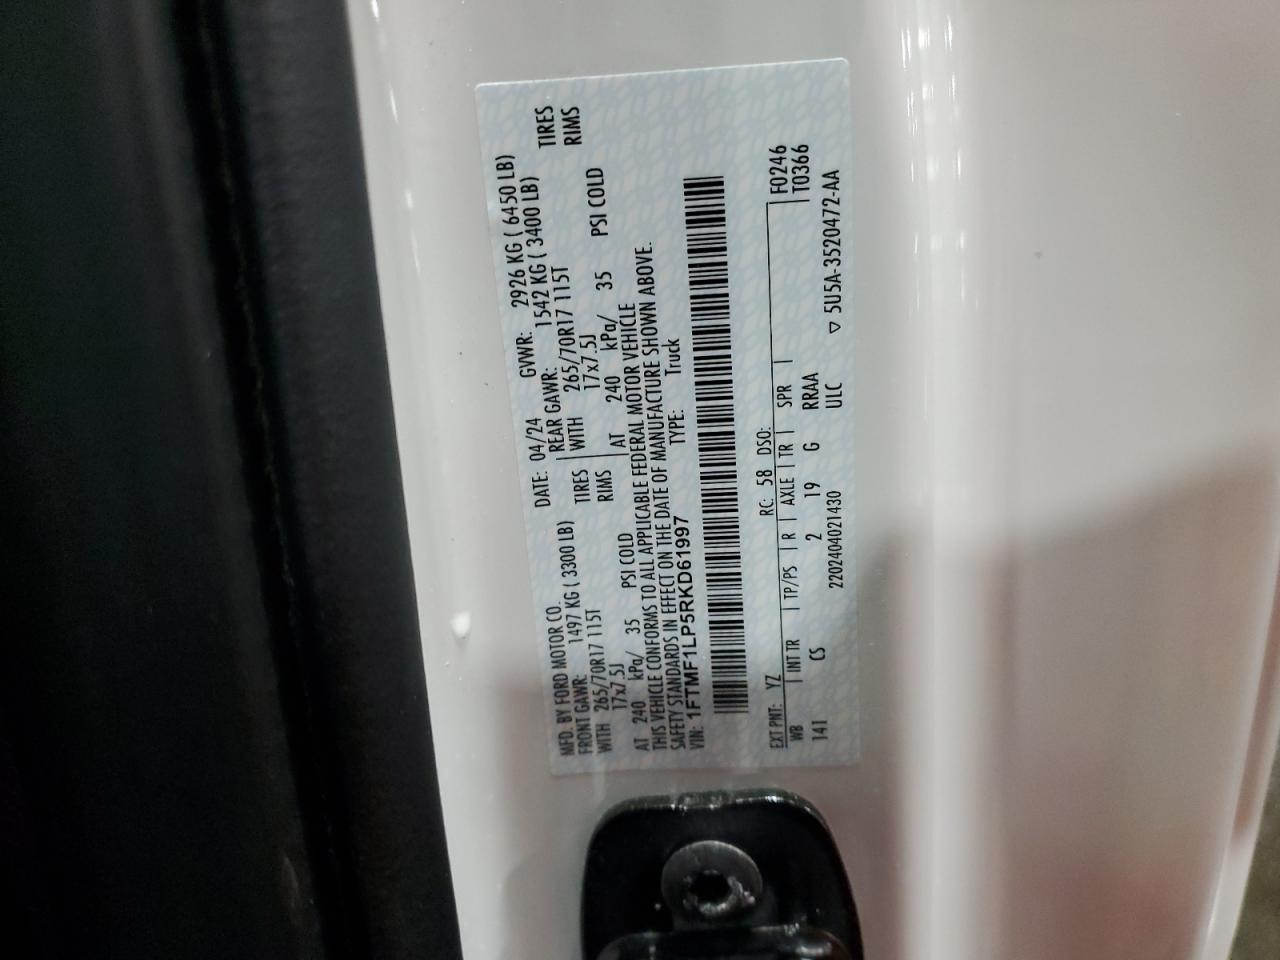 MFD. BY FORD MOTOR CO.
DATE: 04/24 GVWR: 2926 KG ( 6450 LB)
FRONT GAWR: 1497 KG ( 3300 LB) REAR GAWR: 1542 KG ( 3400 LB)
WITH 265/70R17 115T TIRES WITH 265/70R17 115T TIRES
17x7.5J RIMS 17x7.5J RIMS
AT 240 kPa/ 35 PSI COLD AT 240 kPa/ 35 PSI COLD
THIS VEHICLE CONFORMS TO ALL APPLICABLE FEDERAL MOTOR VEHICLE
SAFETY STANDARDS IN EFFECT ON THE DATE OF MANUFACTURE SHOWN ABOVE.
VIN: 1FTMF1LP5RKD61997 TYPE: Truck
EXT PNT: YZ RC: 58 DSO: F0246
WB INT TR TP/PS R AXLE TR SPR T0366
141 CS 2 19 G RRAA
2202404021430 ULC ▽ 5U5A-3520472-AA